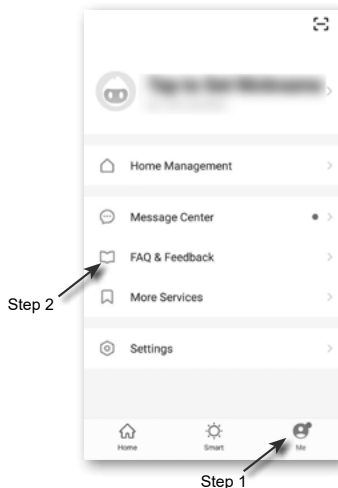 Home Management
Message Center
FAQ & Feedback
Step 2
More Services
Settings
Home Smart Me
Step 1